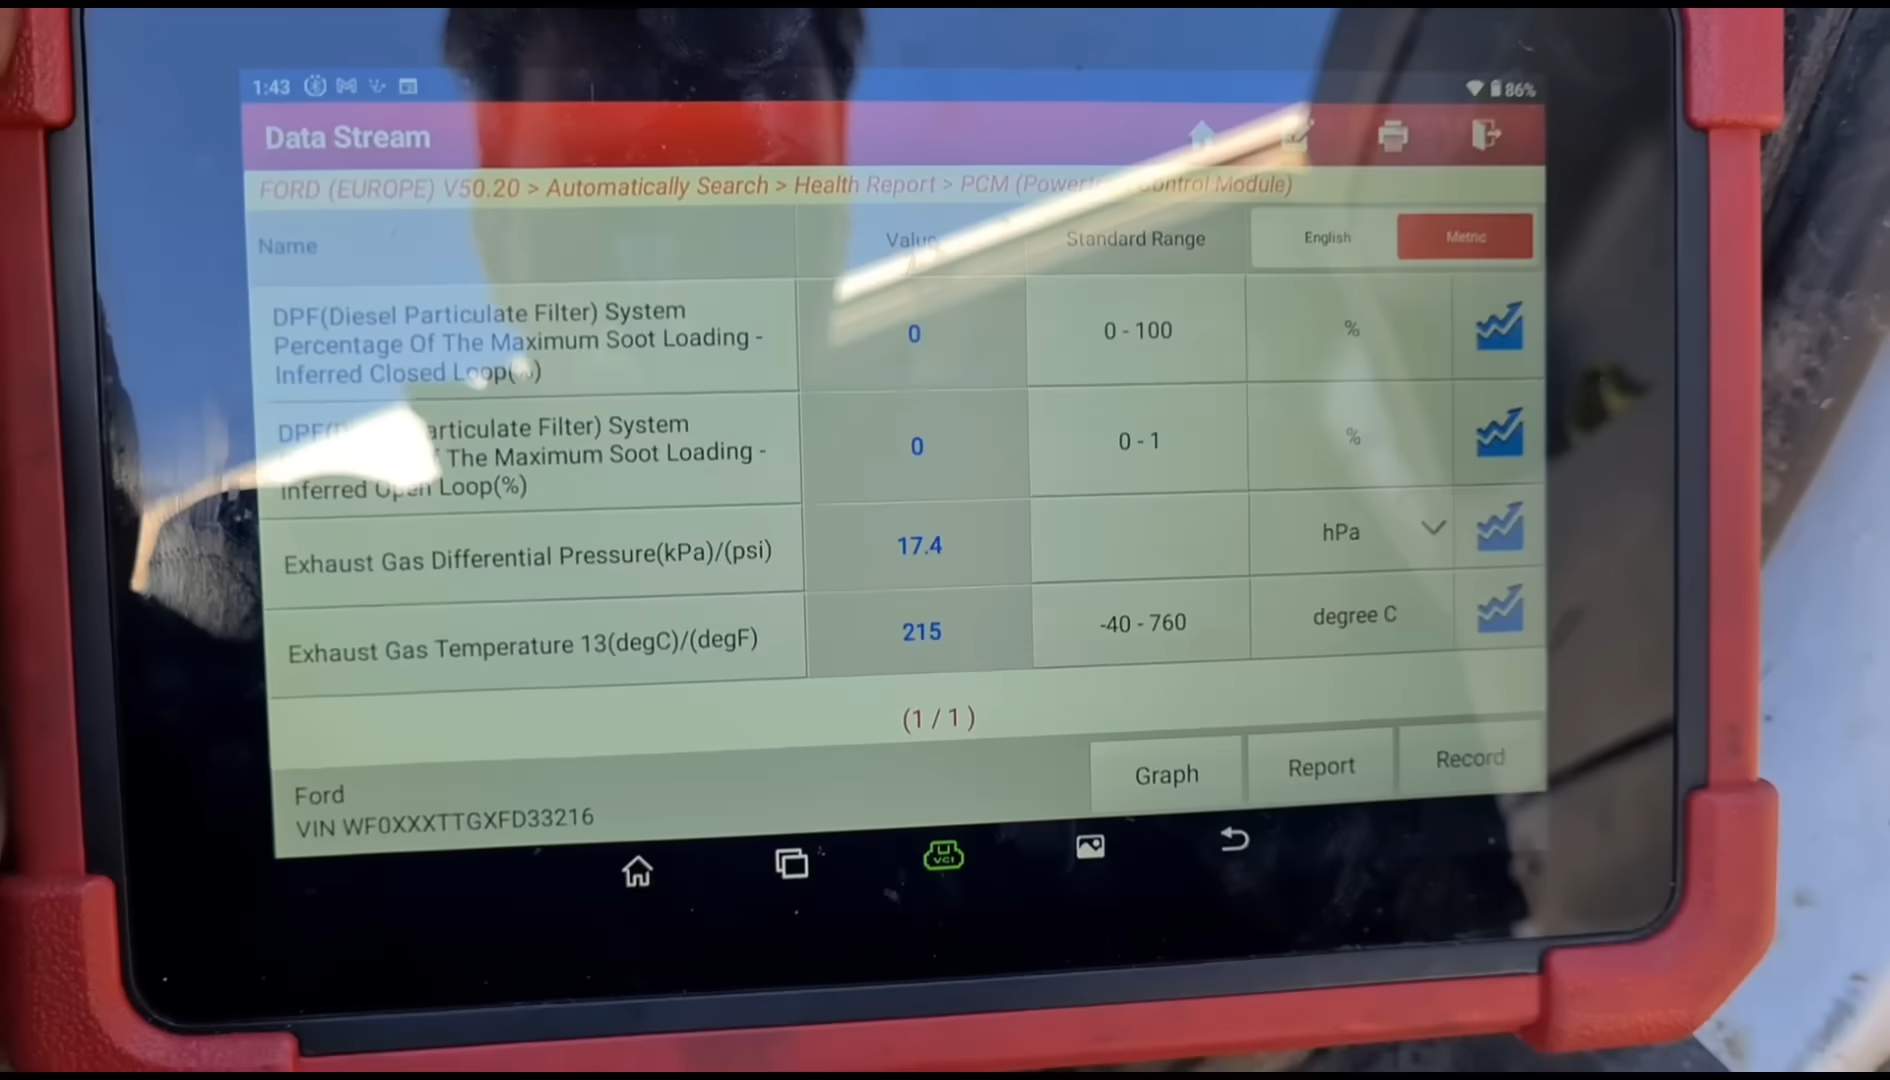 1:43
86%
Data Stream
FORD (EUROPE) V50.20 > Automatically Search > Health Report > PCM ( Control Module)
Name
Value
Standard Range
English
Metric
DPF(Diesel Particulate Filter) System
Percentage Of The Maximum Soot Loading -
Inferred Closed Loop(%)
0
0 - 100
%
articulate Filter) System
The Maximum Soot Loading -
Inferred Open Loop(%)
0
0 - 1
%
Exhaust Gas Differential Pressure(kPa)/(psi)
17.4
hPa
Exhaust Gas Temperature 13(degC)/(degF)
215
-40 - 760
degree C
(1 / 1)
Graph
Report
Record
Ford
VIN WF0XXXTTGXFD33216
VCI